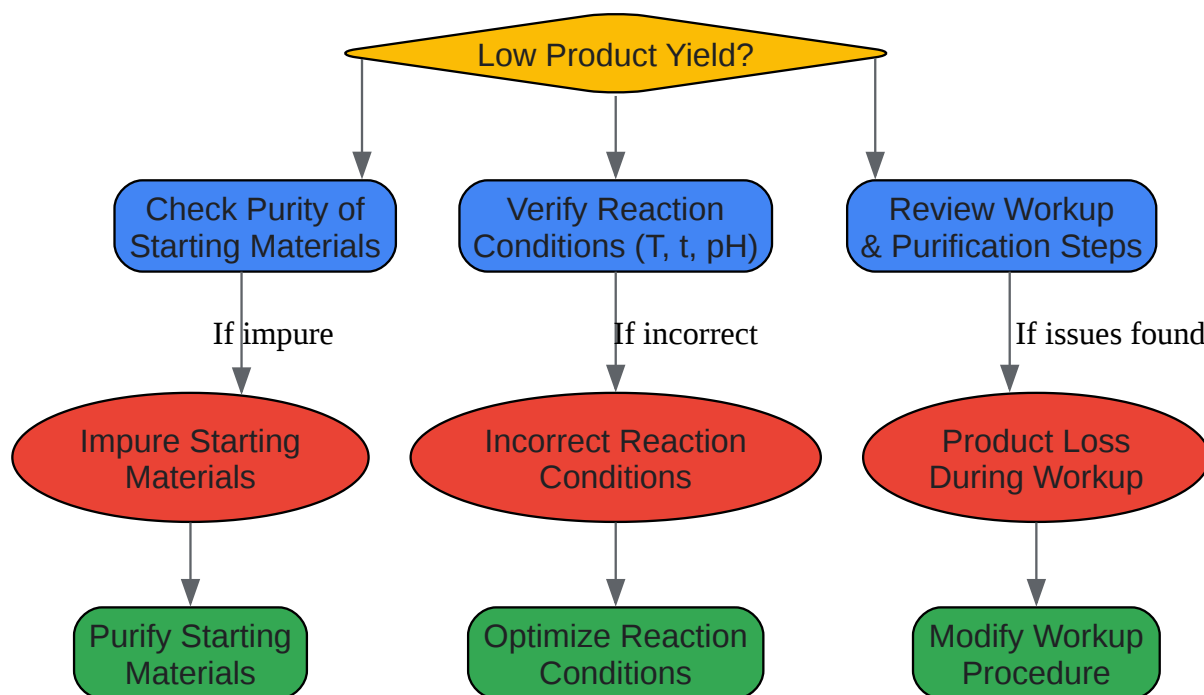 Low Product Yield?
Check Purity of
Starting Materials
Verify Reaction
Conditions (T, t, pH)
Review Workup
& Purification Steps
If impure
If incorrect
If issues found
Impure Starting
Materials
Incorrect Reaction
Conditions
Product Loss
During Workup
Purify Starting
Materials
Optimize Reaction
Conditions
Modify Workup
Procedure